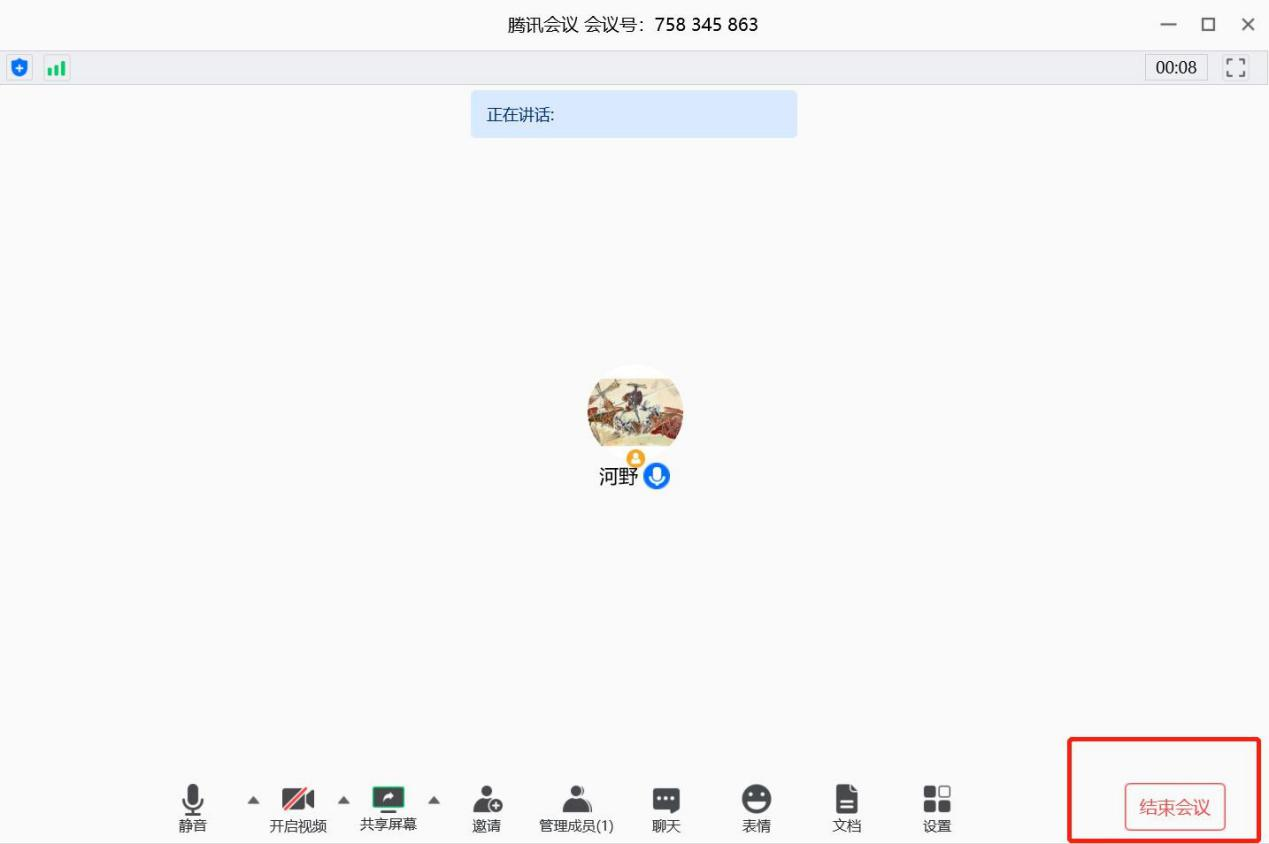 腾讯会议 会议号：758 345 863
00:08
正在讲话:
河野
静音
开启视频
共享屏幕
邀请
管理成员(1)
聊天
表情
文档
设置
结束会议